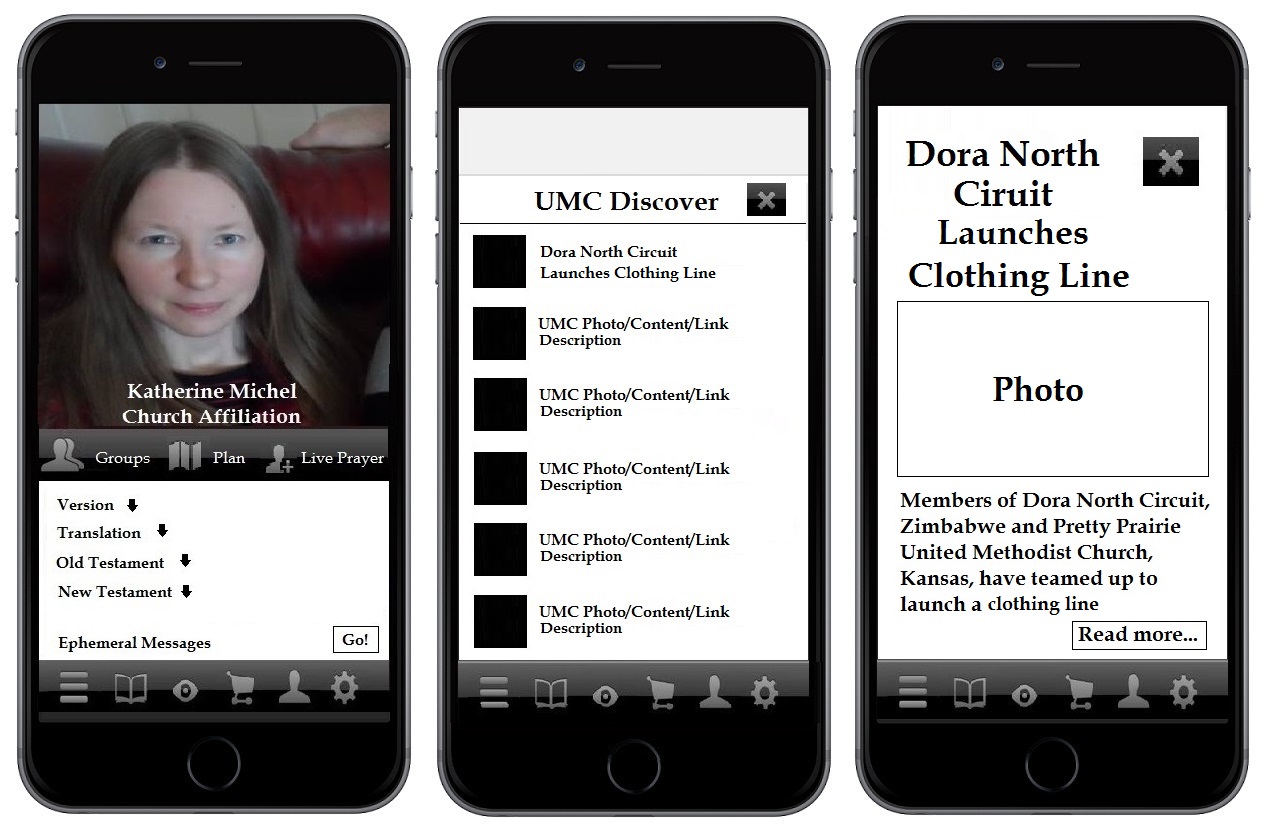 Katherine Michel
Church Affiliation
Groups Plan Live Prayer
Version
Translation
Old Testament
New Testament
Ephemeral Messages Go!
UMC Discover
Dora North Circuit
Launches Clothing Line
UMC Photo/Content/Link
Description
UMC Photo/Content/Link
Description
UMC Photo/Content/Link
Description
UMC Photo/Content/Link
Description
UMC Photo/Content/Link
Description
Dora North
Ciruit
Launches
Clothing Line
Photo
Members of Dora North Circuit,
Zimbabwe and Pretty Prairie
United Methodist Church,
Kansas, have teamed up to
launch a clothing line
Read more...